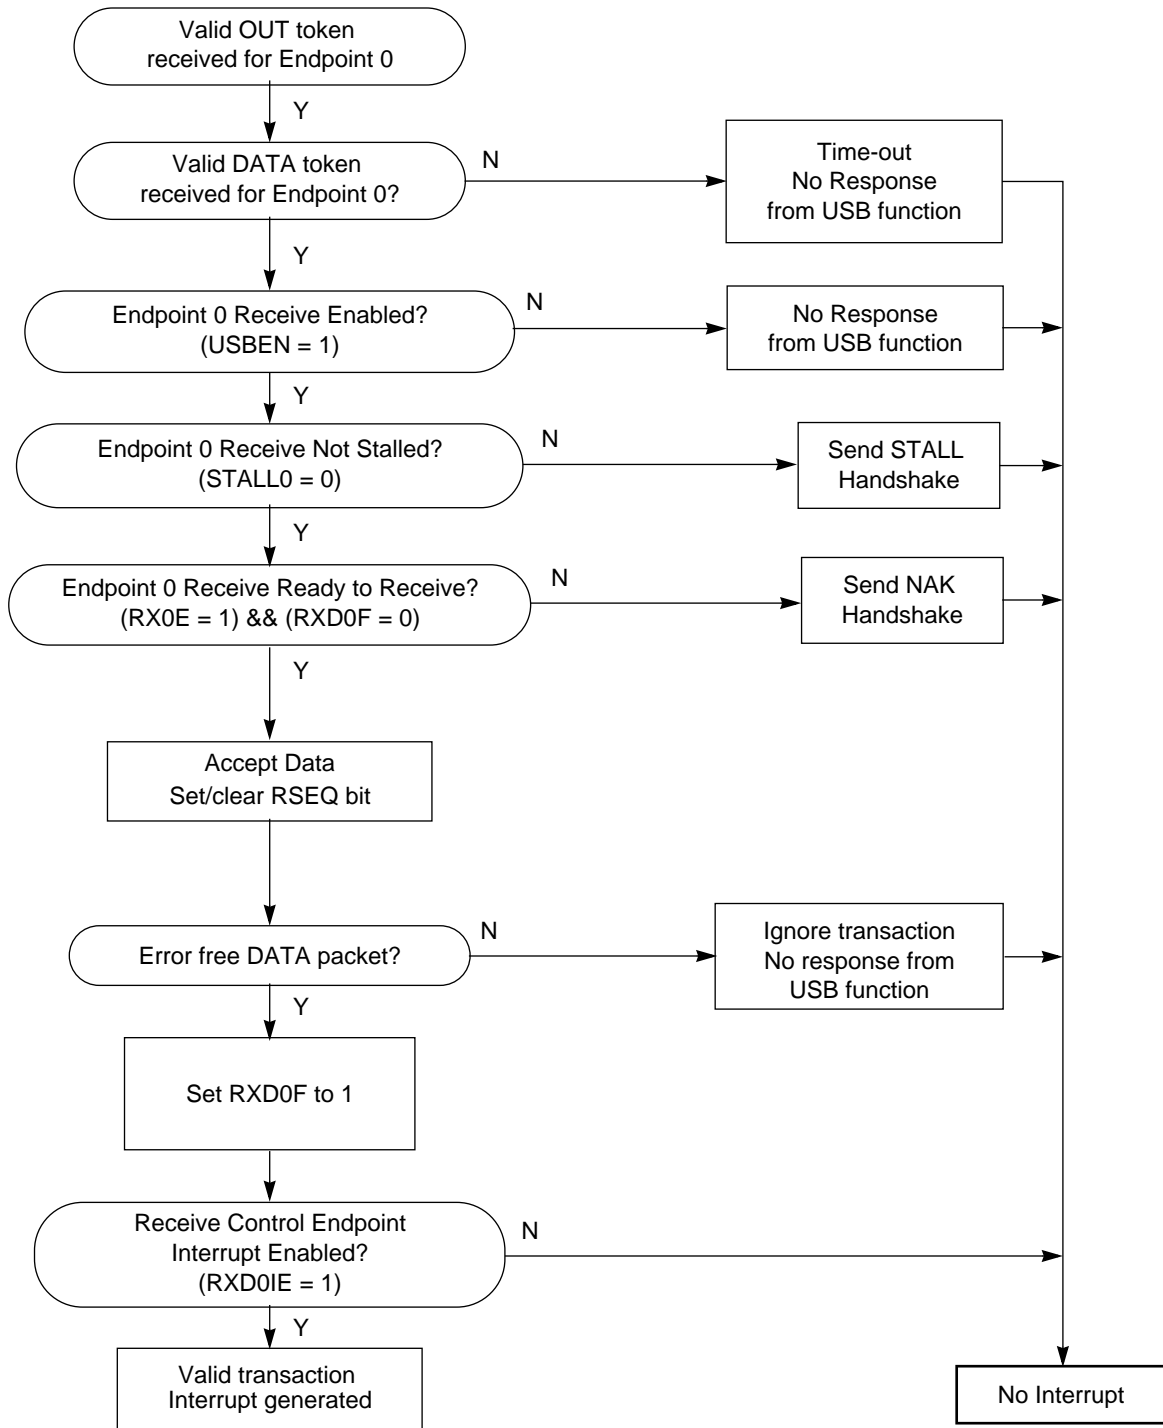 Valid OUT token
received for Endpoint 0
Y
Valid DATA token
received for Endpoint 0?
N
Time-out
No Response
from USB function
Y
Endpoint 0 Receive Enabled?
(USBEN = 1)
N
No Response
from USB function
Y
Endpoint 0 Receive Not Stalled?
(STALL0 = 0)
N
Send STALL
Handshake
Y
Endpoint 0 Receive Ready to Receive?
(RX0E = 1) && (RXD0F = 0)
N
Send NAK
Handshake
Y
Accept Data
Set/clear RSEQ bit
Error free DATA packet?
N
Ignore transaction
No response from
USB function
Y
Set RXD0F to 1
Receive Control Endpoint
Interrupt Enabled?
(RXD0IE = 1)
N
Y
Valid transaction
Interrupt generated
No Interrupt